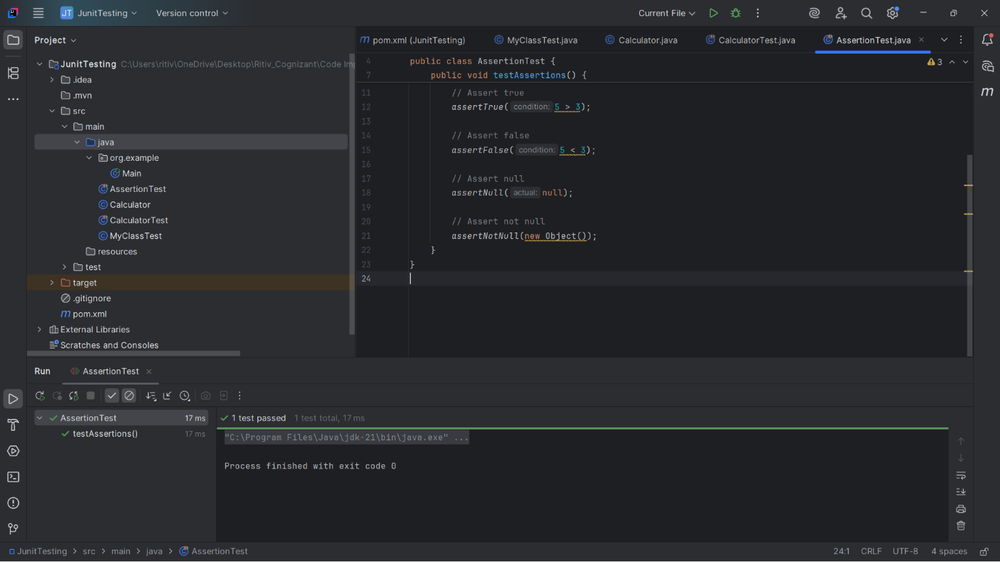 JT JunitTesting Version control Current File
Project
JunitTesting C:\Users\ritiv\OneDrive\Desktop\Ritiv_Cognizant\Code Imp
.idea
.mvn
src
main
java
org.example
Main
AssertionTest
Calculator
CalculatorTest
MyClassTest
resources
test
target
.gitignore
m pom.xml
External Libraries
Scratches and Consoles
m pom.xml (JunitTesting) MyClassTest.java Calculator.java CalculatorTest.java AssertionTest.java
4 public class AssertionTest { 3
7 public void testAssertions() {
11 // Assert true
12 assertTrue( condition: 5 > 3);
13
14 // Assert false
15 assertFalse( condition: 5 < 3);
16
17 // Assert null
18 assertNull( actual: null);
19
20 // Assert not null
21 assertNotNull(new Object());
22 }
23 }
24
m
Run AssertionTest
AssertionTest 17 ms
testAssertions() 17 ms
1 test passed 1 test total, 17 ms
"C:\Program Files\Java\jdk-21\bin\java.exe" ...
Process finished with exit code 0
JunitTesting > src > main > java > AssertionTest 24:1 CRLF UTF-8 4 spaces